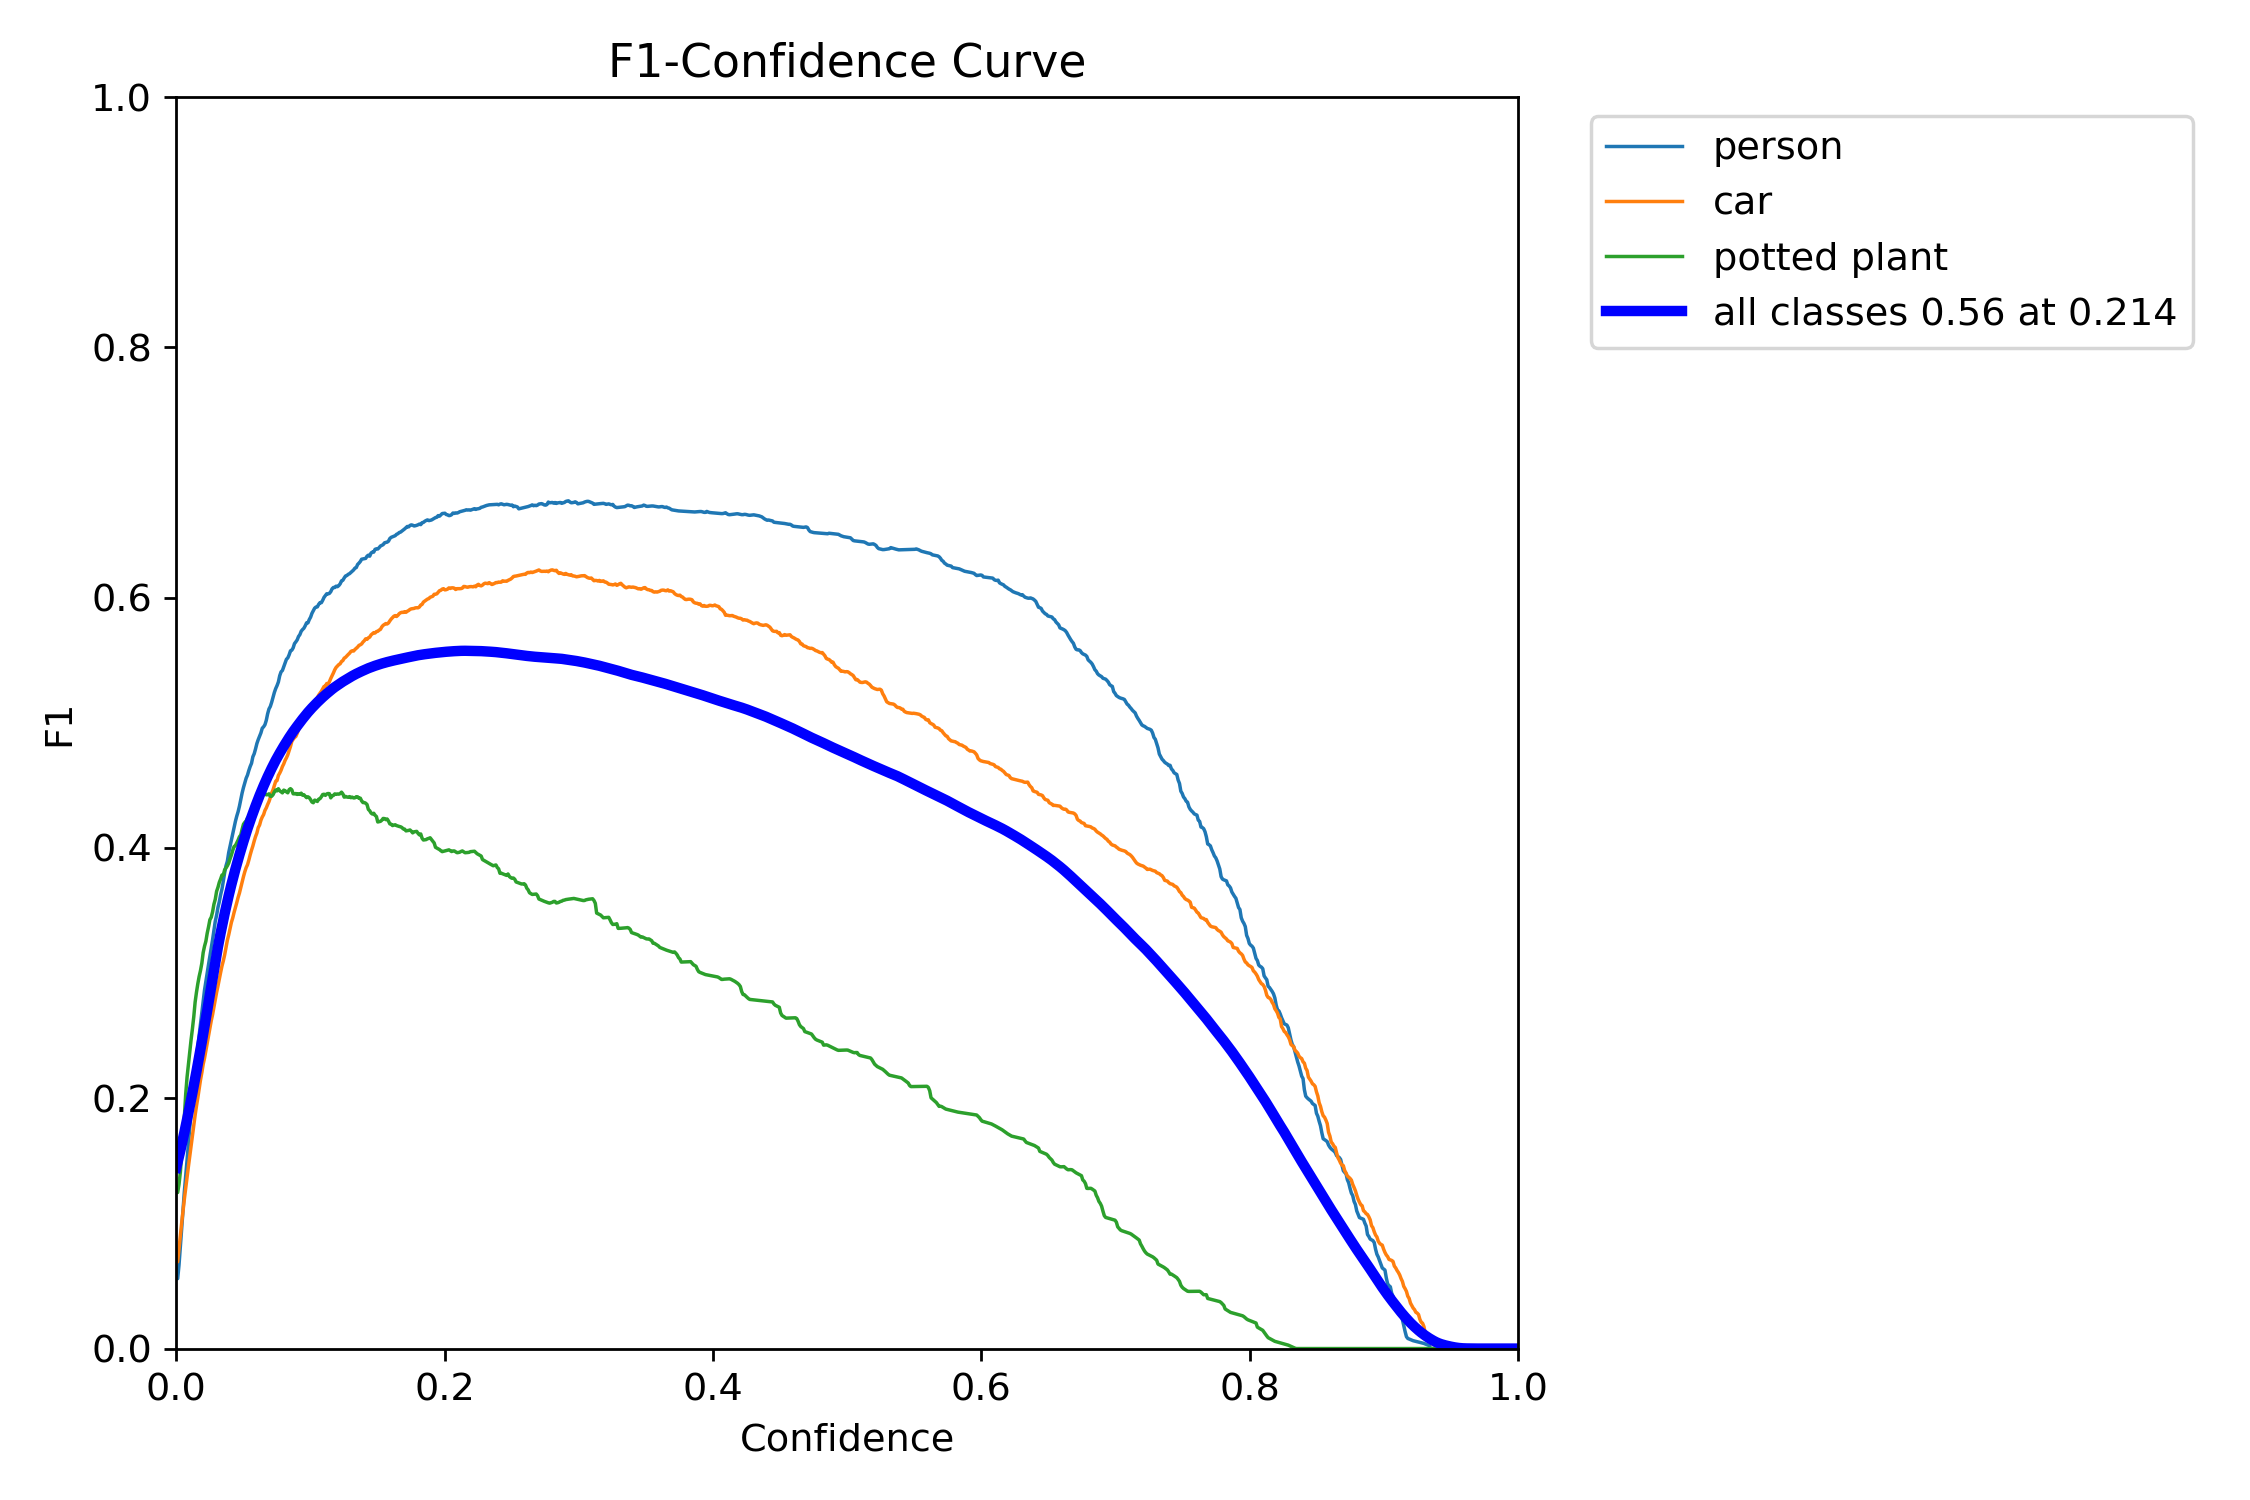 F1-Confidence Curve
1.0
0.8
0.6
0.4
0.2
0.0
F1
0.0 0.2 0.4 0.6 0.8 1.0
Confidence
person
car
potted plant
all classes 0.56 at 0.214